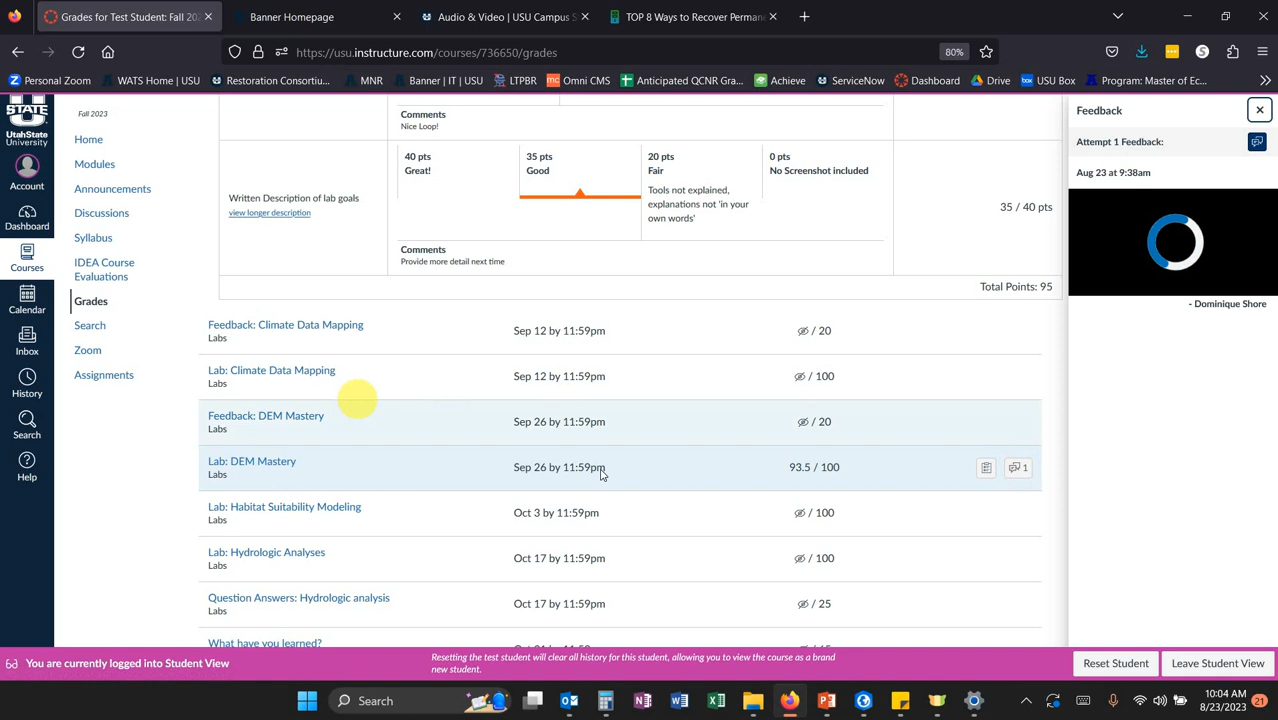 Grades for Test Student: Fall 202
Banner Homepage
Video | USU Campus S
TOP 8 Ways to Recover Perman
https://usu.instructure.com/courses/736650/grades
80%
Personal Zoom
WATS Home | USU
Restoration Consortiu...
MNR
Banner | USU
LTPBR
Omni CMS
Anticipated QCNR...
Achieve
ServiceNow
Dashboard
Drive
USU Box
Program: Master of Ec...
STATE
UtahState
University
Account
Dashboard
Courses
Calendar
Inbox
History
Search
Help
Fall 2023
Home
Modules
Announcements
Discussions
Syllabus
IDEA Course
Evaluations
Grades
Search
Zoom
Assignments
Comments
Nice Loop!
Written Description of lab goals
view longer description
40 pts
Great!
35 pts
Good
20 pts
Fair
Tools not explained,
explanations not 'in your
own words'
0 pts
No Screenshot included
35 / 40 pts
Comments
Provide more detail next time
Total Points: 95
Feedback: Climate Data Mapping
Labs
Sep 12 by 11:59pm
/ 20
Lab: Climate Data Mapping
Labs
Sep 12 by 11:59pm
/ 100
Feedback: DEM Mastery
Labs
Sep 26 by 11:59pm
/ 20
Lab: DEM Mastery
Labs
Sep 26 by 11:59pm
93.5 / 100
1
Lab: Habitat Suitability Modeling
Labs
Oct 3 by 11:59pm
/ 100
Lab: Hydrologic Analyses
Labs
Oct 17 by 11:59pm
/ 100
Question Answers: Hydrologic analysis
Labs
Oct 17 by 11:59pm
/ 25
What have you learned?
Feedback
Attempt 1 Feedback:
Aug 23 at 9:38am
- Dominique Shore
You are currently logged into Student View
Resetting the test student will clear all history for this student, allowing you to view the course as a brand
new student.
Reset Student
Leave Student View
Search
10:04 AM
8/23/2023
21